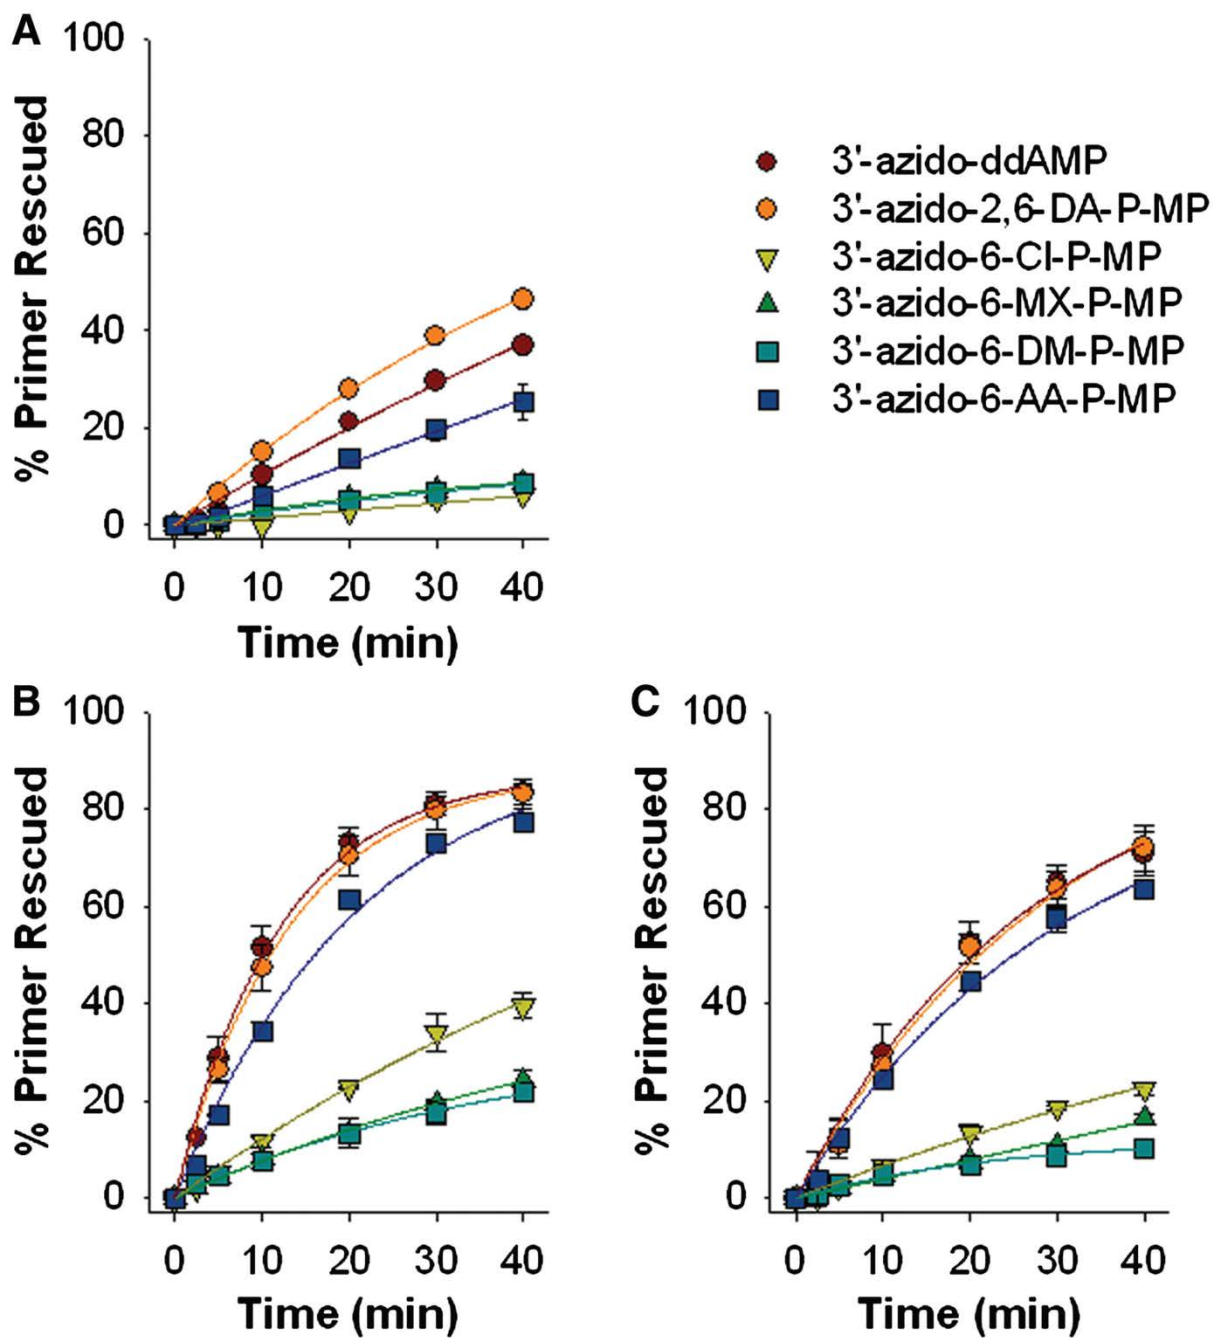 A
100
80
60
40
20
0
% Primer Rescued
0 10 20 30 40
Time (min)
3'-azido-ddAMP
3'-azido-2,6-DA-P-MP
3'-azido-6-Cl-P-MP
3'-azido-6-MX-P-MP
3'-azido-6-DM-P-MP
3'-azido-6-AA-P-MP
B
100
80
60
40
20
0
% Primer Rescued
0 10 20 30 40
Time (min)
C
100
80
60
40
20
0
% Primer Rescued
0 10 20 30 40
Time (min)